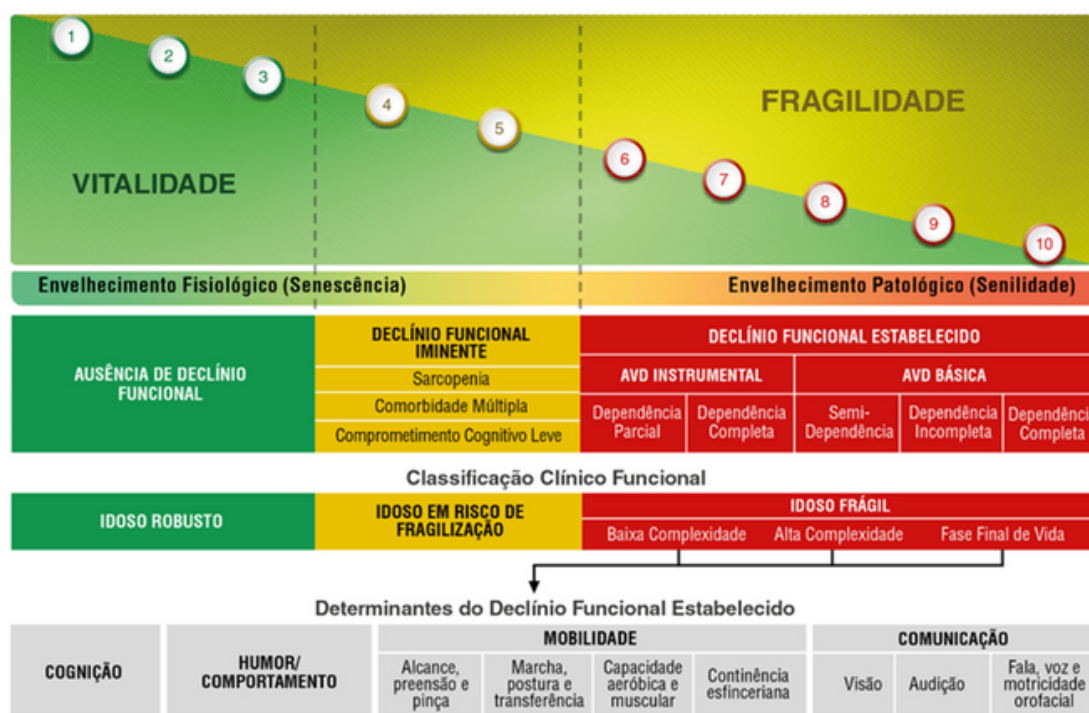 1
2
3
4
5
6
7
8
9
10
VITALIDADE
FRAGILIDADE
Envelhecimento Fisiológico (Senescência)
Envelhecimento Patológico (Senilidade)
AUSÊNCIA DE DECLÍNIO
FUNCIONAL
DECLÍNIO FUNCIONAL
IMINENTE
Sarcopenia
Comorbidade Múltipla
Comprometimento Cognitivo Leve
DECLÍNIO FUNCIONAL ESTABELECIDO
AVD INSTRUMENTAL
AVD BÁSICA
Dependência
Parcial
Dependência
Completa
Semi-
Dependência
Dependência
Incompleta
Dependência
Completa
Classificação Clínico Funcional
IDOSO ROBUSTO
IDOSO EM RISCO DE
FRAGILIZAÇÃO
IDOSO FRÁGIL
Baixa Complexidade
Alta Complexidade
Fase Final de Vida
Determinantes do Declínio Funcional Estabelecido
COGNIÇÃO
HUMOR/
COMPORTAMENTO
MOBILIDADE
Alcance,
preensão e
pinça
Marcha,
postura e
transferência
Capacidade
aeróbica e
muscular
Continência
esfinceriana
COMUNICAÇÃO
Visão
Audição
Fala, voz e
motricidade
orofacial